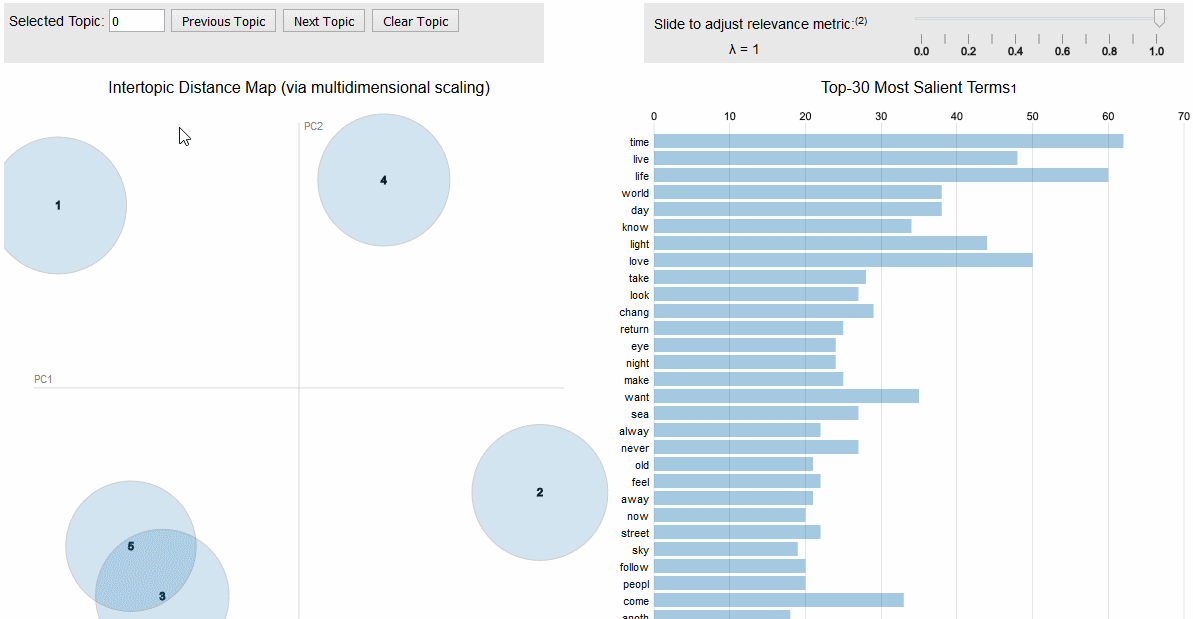 Selected Topic: 0 Previous Topic Next Topic Clear Topic
Slide to adjust relevance metric:(2)
λ = 1
0.0 0.2 0.4 0.6 0.8 1.0
Intertopic Distance Map (via multidimensional scaling)
PC2
PC1
1
4
2
5
3
Top-30 Most Salient Terms1
0 10 20 30 40 50 60 70
time
live
life
world
day
know
light
love
take
look
chang
return
eye
night
make
want
sea
alway
never
old
feel
away
now
street
sky
follow
peopl
come
anoth